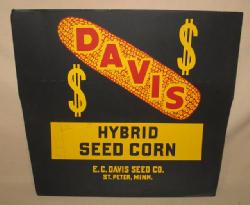 $
DAVIS
$
HYBRID
SEED CORN
E.C. DAVIS SEED CO.
ST. PETER, MINN.